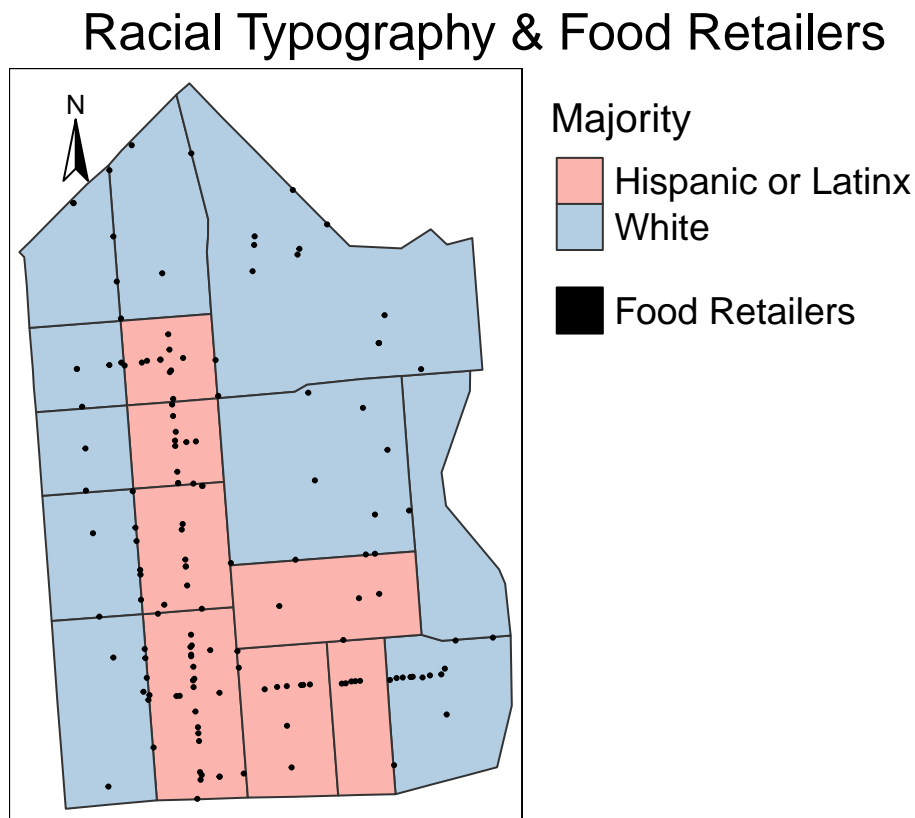 Racial Typography & Food Retailers
N
Majority
Hispanic or Latinx
White
Food Retailers